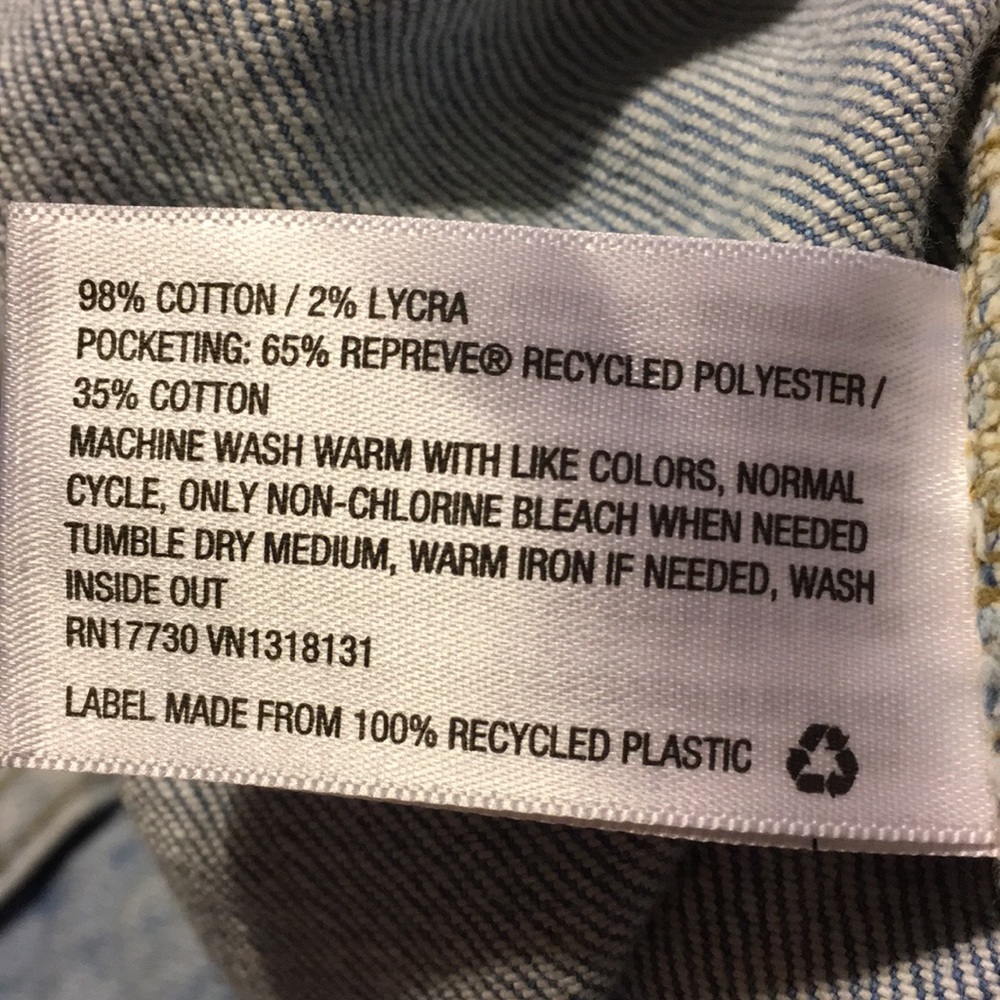 98% COTTON / 2% LYCRA
POCKETING: 65% REPREVE® RECYCLED POLYESTER /
35% COTTON
MACHINE WASH WARM WITH LIKE COLORS, NORMAL
CYCLE, ONLY NON-CHLORINE BLEACH WHEN NEEDED
TUMBLE DRY MEDIUM, WARM IRON IF NEEDED, WASH
INSIDE OUT
RN17730 VN1318131
LABEL MADE FROM 100% RECYCLED PLASTIC